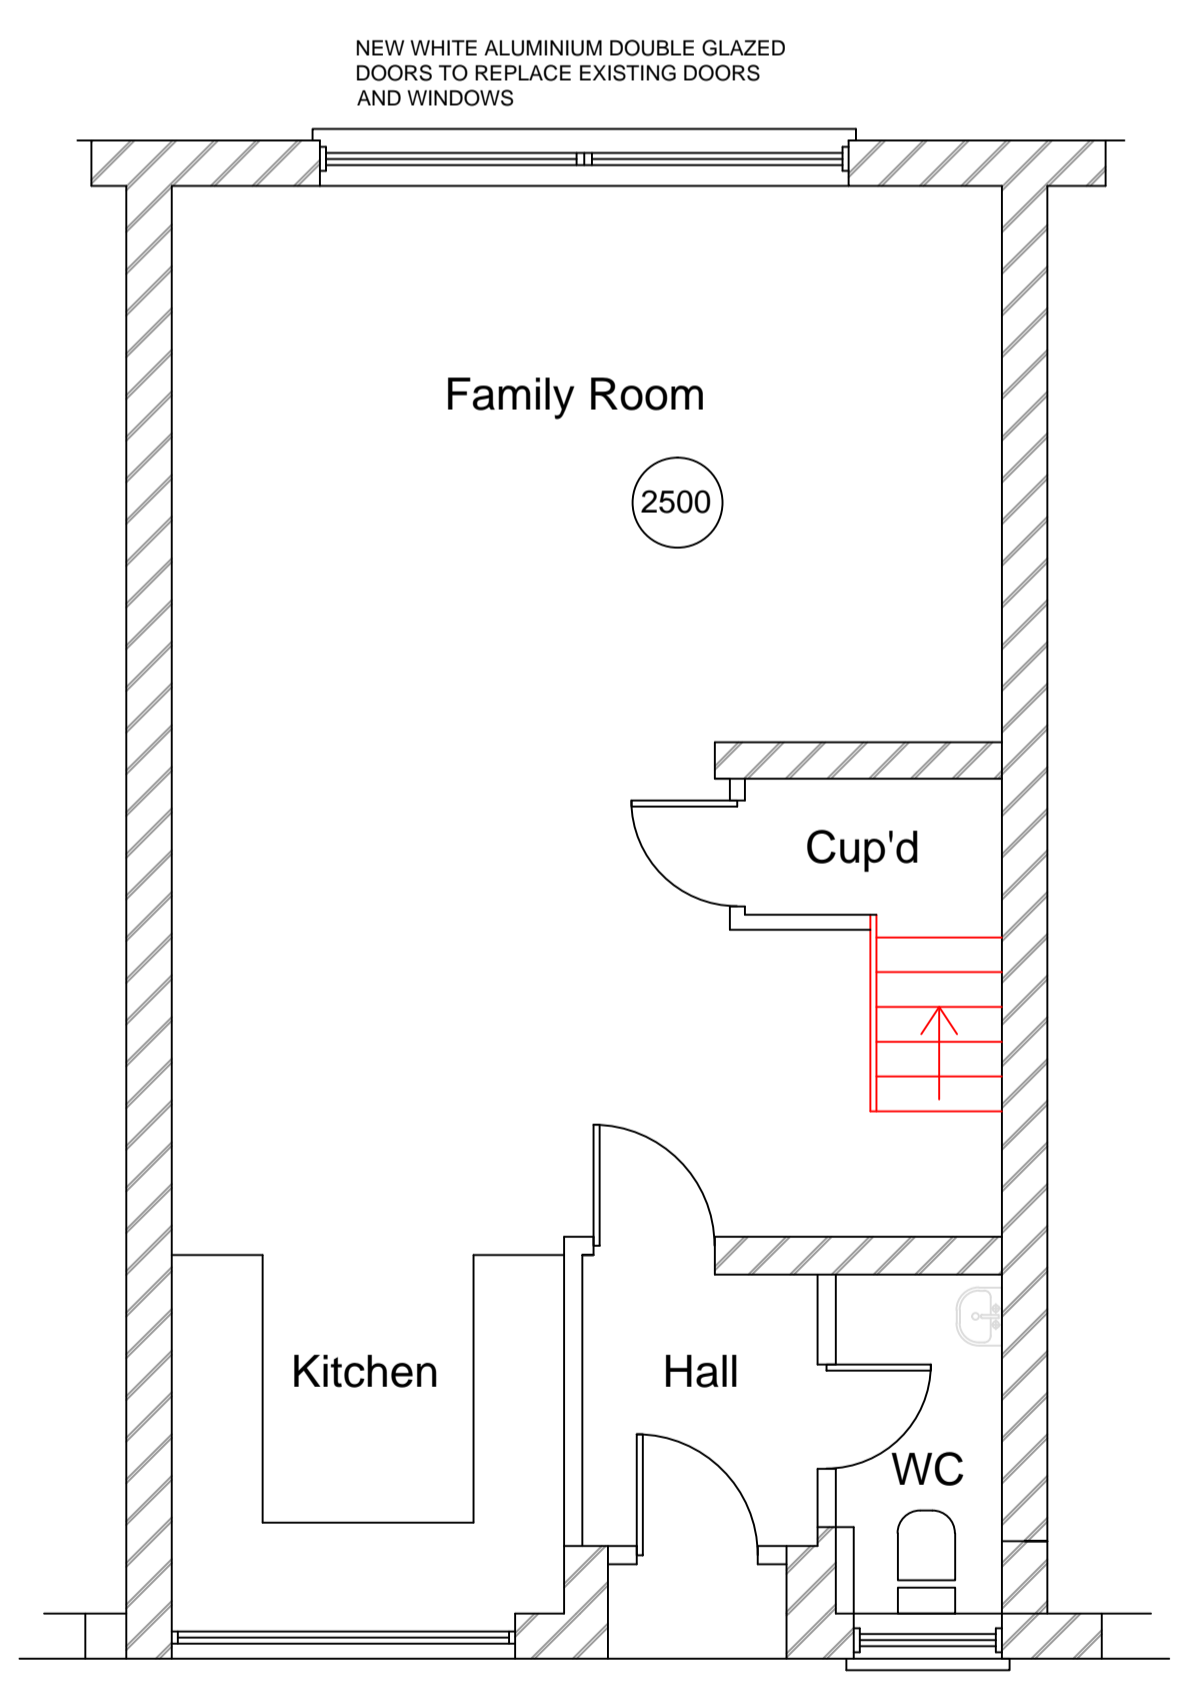 NEW WHITE ALUMINIUM DOUBLE GLAZED
DOORS TO REPLACE EXISTING DOORS
AND WINDOWS
Family Room
2500
Cup'd
Kitchen
Hall
WC